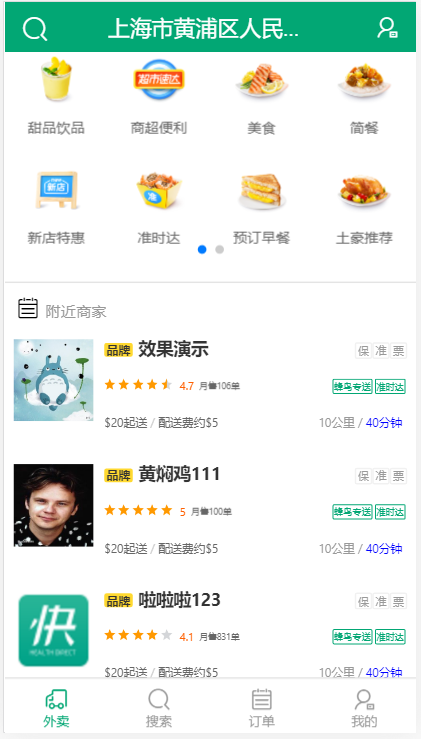 上海市黄浦区人民...
超市速达
甜品饮品 商超便利 美食 简餐
新店
准时达
新店特惠 准时达 预订早餐 土豪推荐
附近商家
品牌 效果演示 保 准 票
4.7 月售106单 蜂鸟专送 准时达
$20起送 / 配送费约$5 10公里 / 40分钟
品牌 黄焖鸡111 保 准 票
5 月售100单 蜂鸟专送 准时达
$20起送 / 配送费约$5 10公里 / 40分钟
快
HEALTH DIRECT
品牌 啦啦啦123 保 准 票
4.1 月售831单 蜂鸟专送 准时达
$20起送 / 配送费约$5 10公里 / 40分钟
外卖 搜索 订单 我的